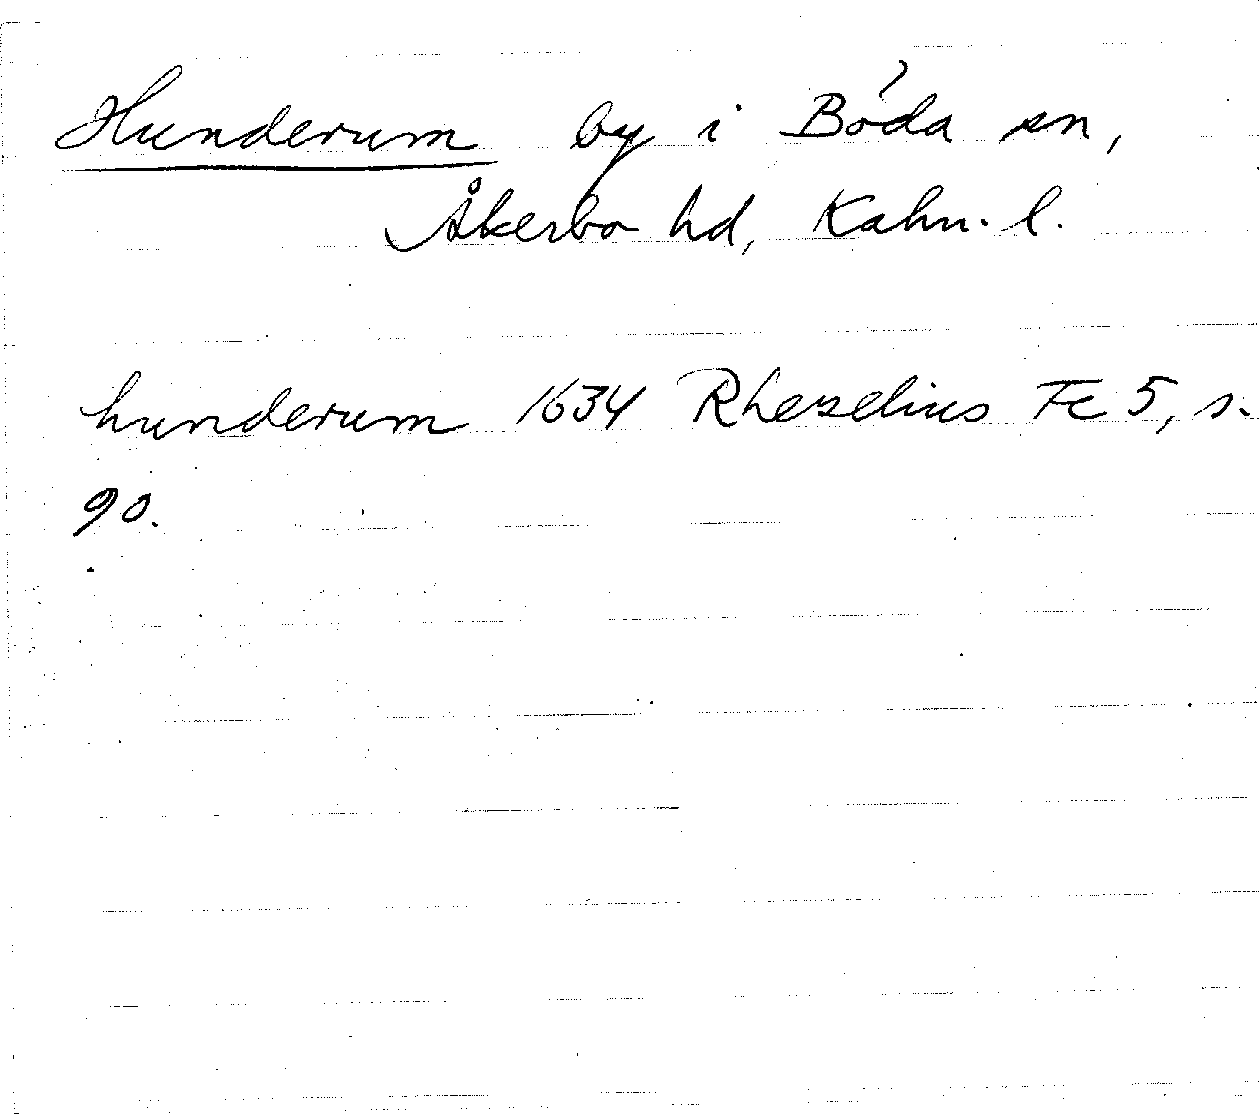 Hunderum by i Böda sn,
Åkerbo hd, Kalm. l.
hunderum 1634 Rhezelius Fc 5, s.
90.